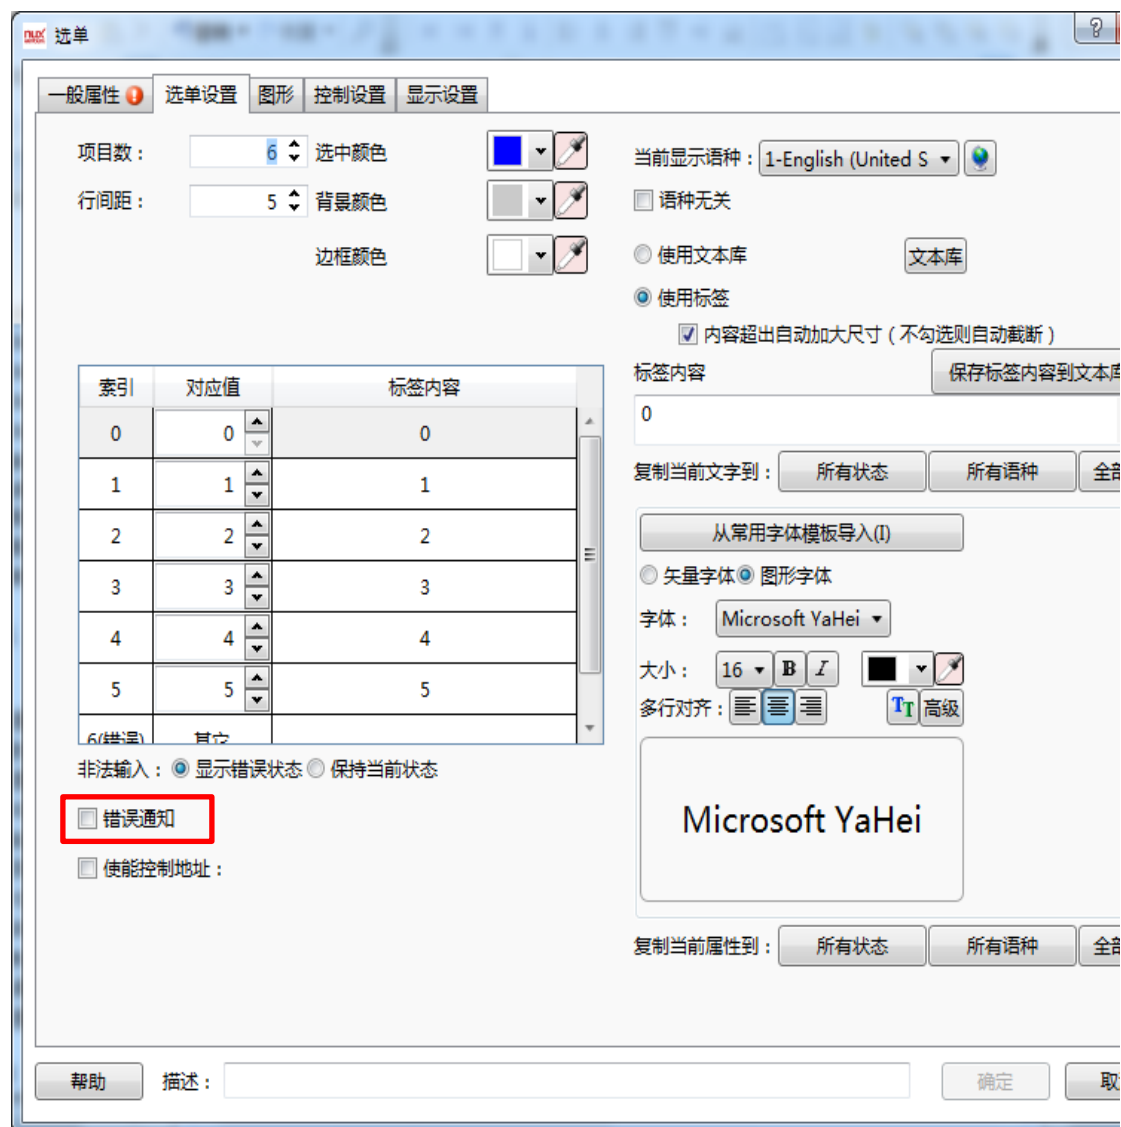 选单
一般属性 选单设置 图形 控制设置 显示设置
项目数： 6 选中颜色
行间距： 5 背景颜色
边框颜色
当前显示语种： 1-English (United S
语种无关
使用文本库 文本库
使用标签
内容超出自动加大尺寸（不勾选则自动截断）
标签内容 保存标签内容到文本库
0
复制当前文字到： 所有状态 所有语种 全部
索引 对应值 标签内容
0 0 0
1 1 1
2 2 2
3 3 3
4 4 4
5 5 5
6(错误) 其它
非法输入： 显示错误状态 保持当前状态
错误通知
使能控制地址：
从常用字体模板导入(I)
矢量字体 图形字体
字体： Microsoft YaHei
大小： 16 B I
多行对齐： TT 高级
Microsoft YaHei
复制当前属性到： 所有状态 所有语种 全部
帮助 描述： 确定 取